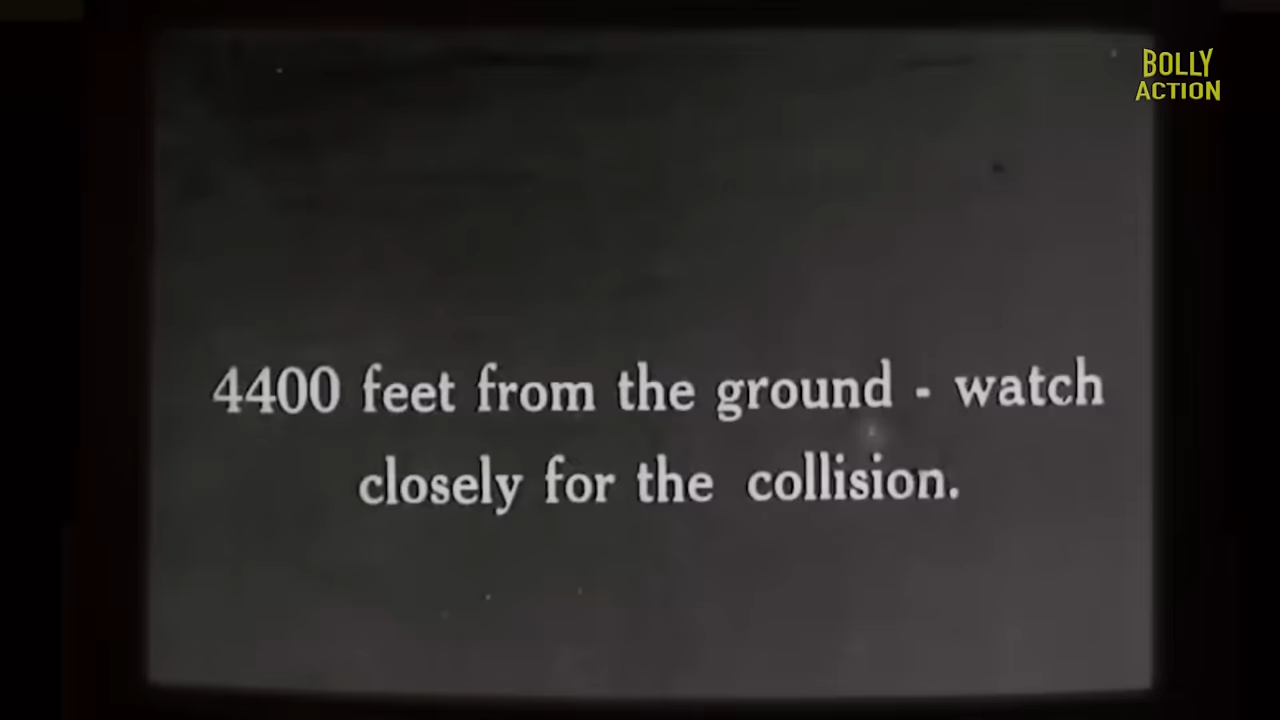 BOLLY
ACTION
4400 feet from the ground - watch
closely for the collision.